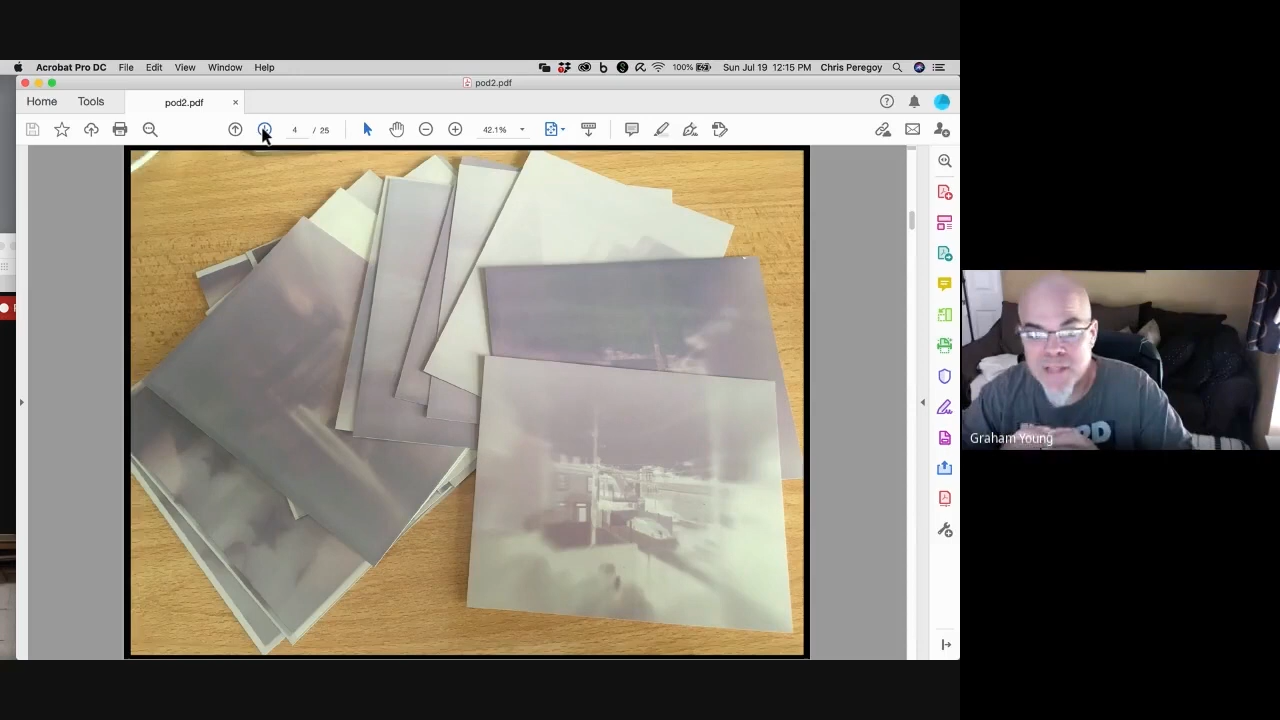 Acrobat Pro DC File Edit View Window Help 100% Sun Jul 19 12:15 PM Chris Peregoy
pod2.pdf
Home Tools pod2.pdf ×
4 / 25 42.1%
Graham Young